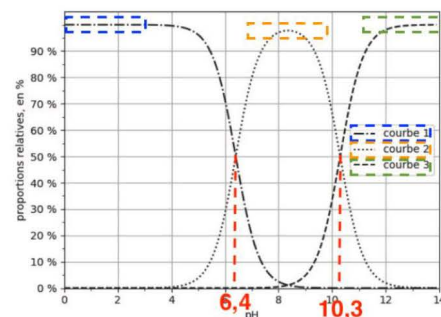 proportions relatives, en %
90 %
80 %
70 %
60 %
50 %
40 %
30 %
20 %
10 %
0 %
courbe 1
courbe 2
courbe 3
0 2 4 6 8 10 12 14
pH
6,4
10,3